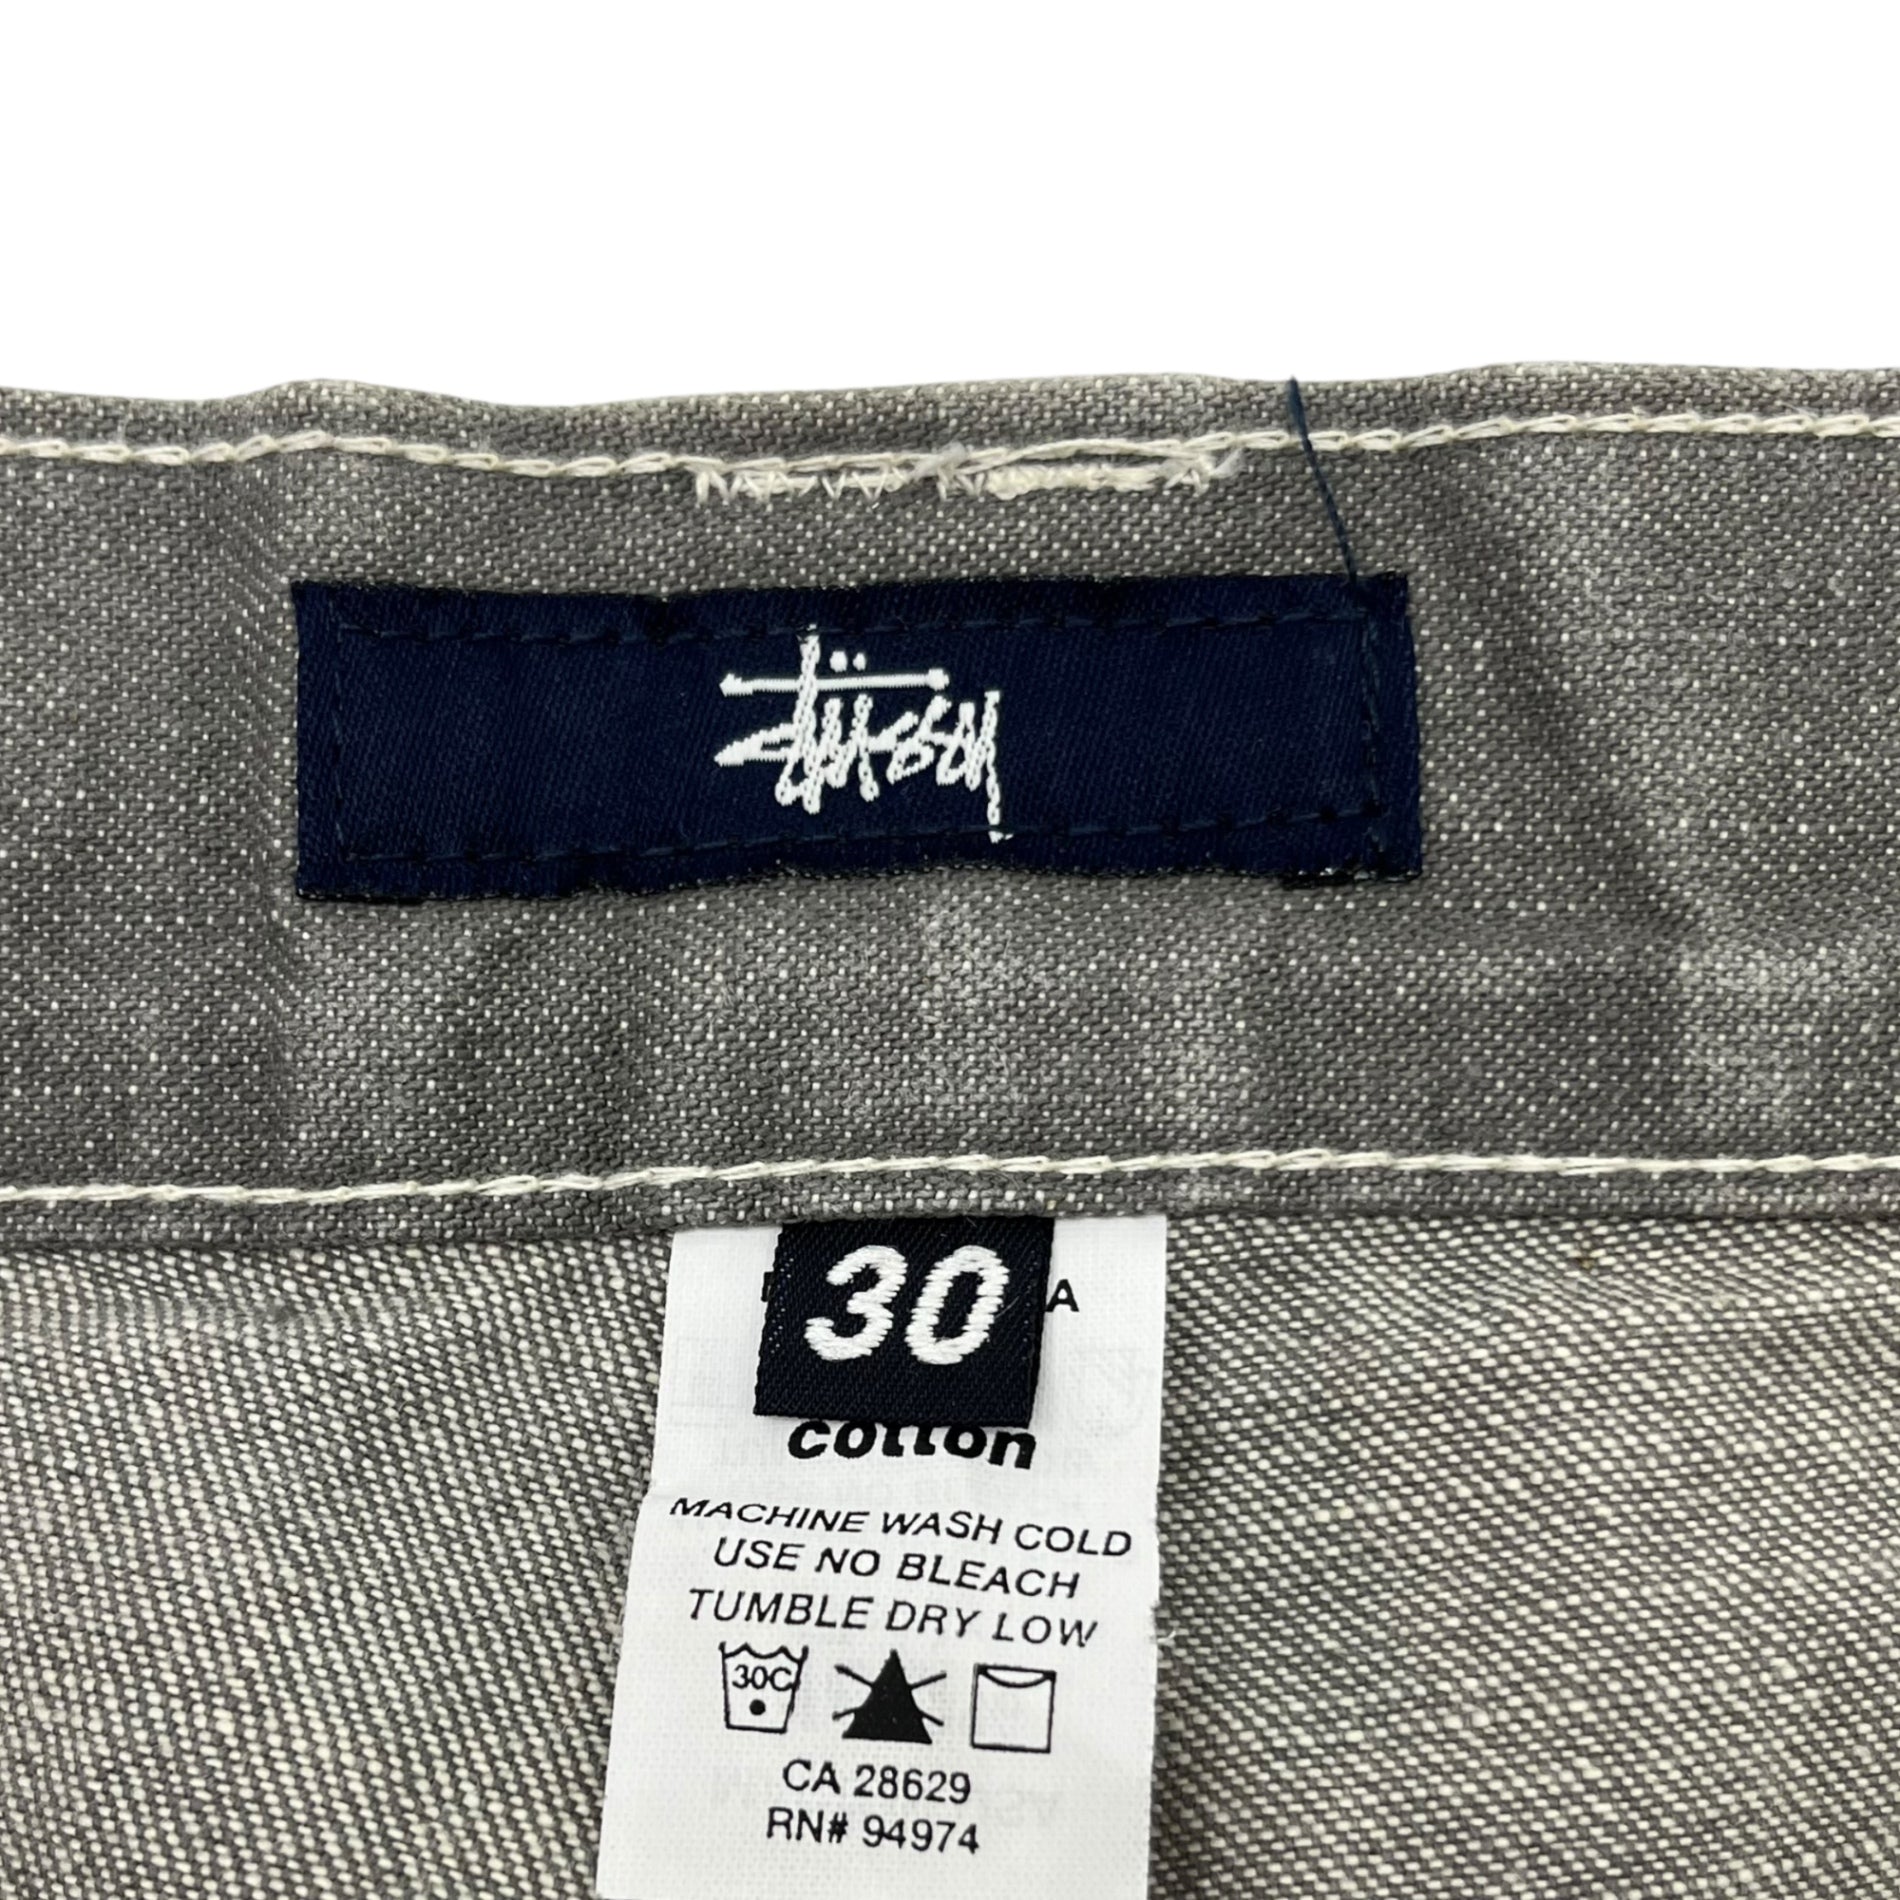 Stüssy
30
A
cotton
MACHINE WASH COLD
USE NO BLEACH
TUMBLE DRY LOW
30C
CA 28629
RN# 94974